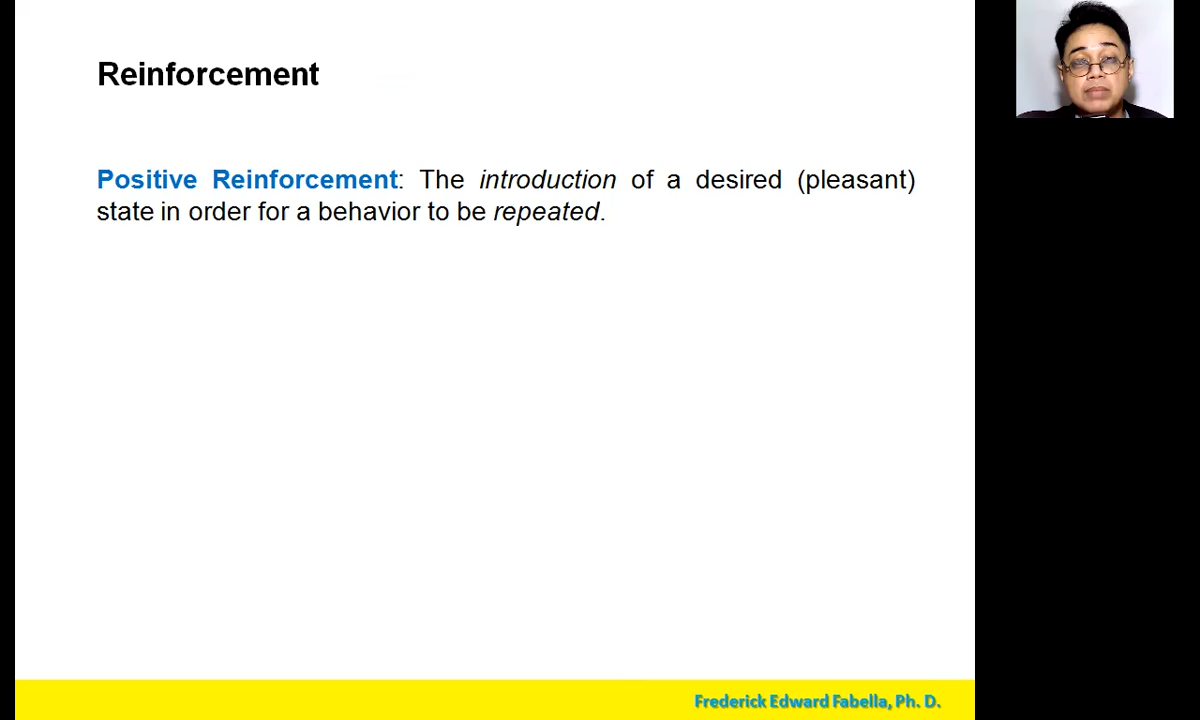 Reinforcement
Positive Reinforcement: The introduction of a desired (pleasant)
state in order for a behavior to be repeated.
Frederick Edward Fabella, Ph. D.